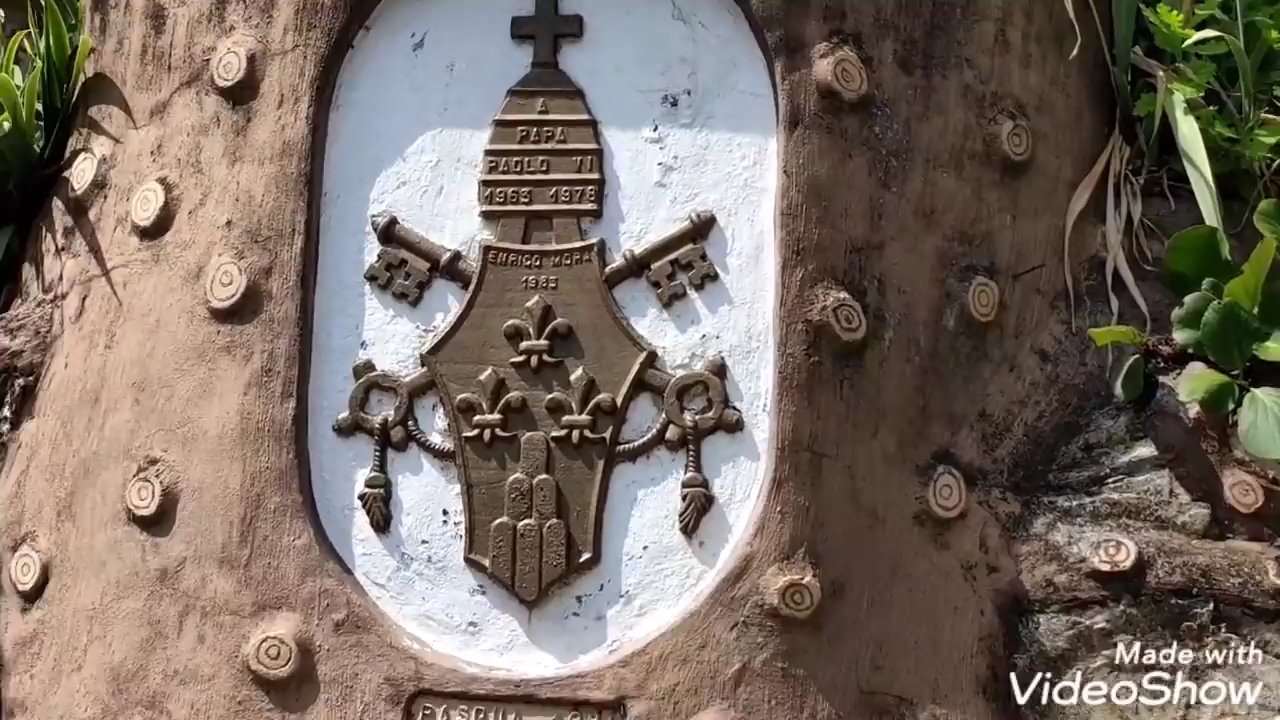 A
PAPA
PAOLO VI
1963 1978
ENRICO MORA
1983
Made with
VideoShow